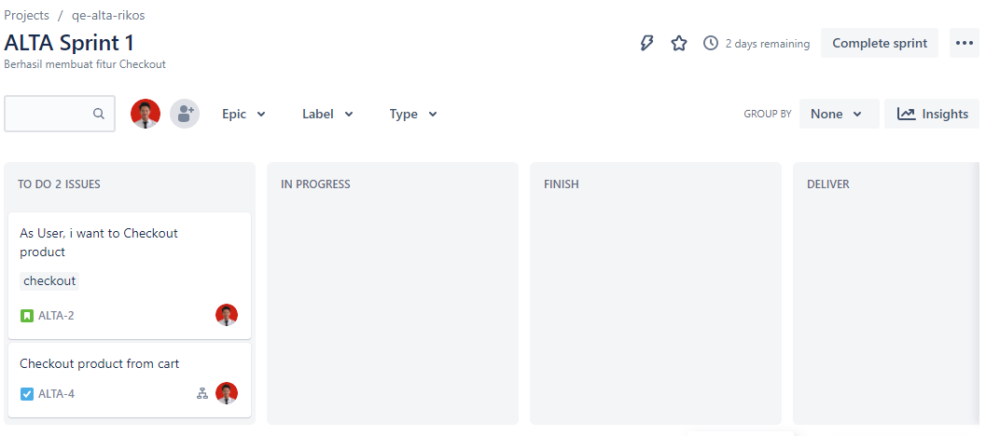 Projects / qe-alta-rikos
ALTA Sprint 1
Berhasil membuat fitur Checkout
2 days remaining
Complete sprint
Epic
Label
Type
GROUP BY
None
Insights
TO DO 2 ISSUES
As User, i want to Checkout
product
checkout
ALTA-2
Checkout product from cart
ALTA-4
IN PROGRESS
FINISH
DELIVER